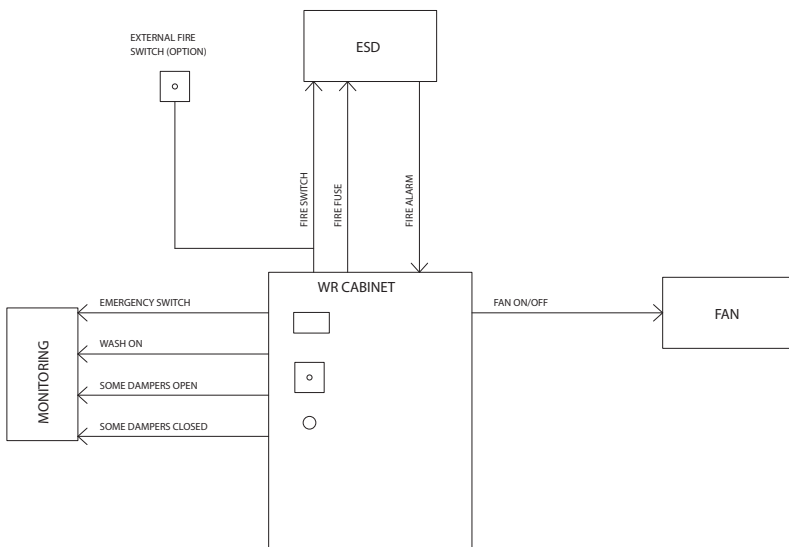 EXTERNAL FIRE
SWITCH (OPTION)
ESD
FIRE SWITCH
FIRE FUSE
FIRE ALARM
WR CABINET
EMERGENCY SWITCH
WASH ON
SOME DAMPERS OPEN
SOME DAMPERS CLOSED
MONITORING
FAN ON/OFF
FAN